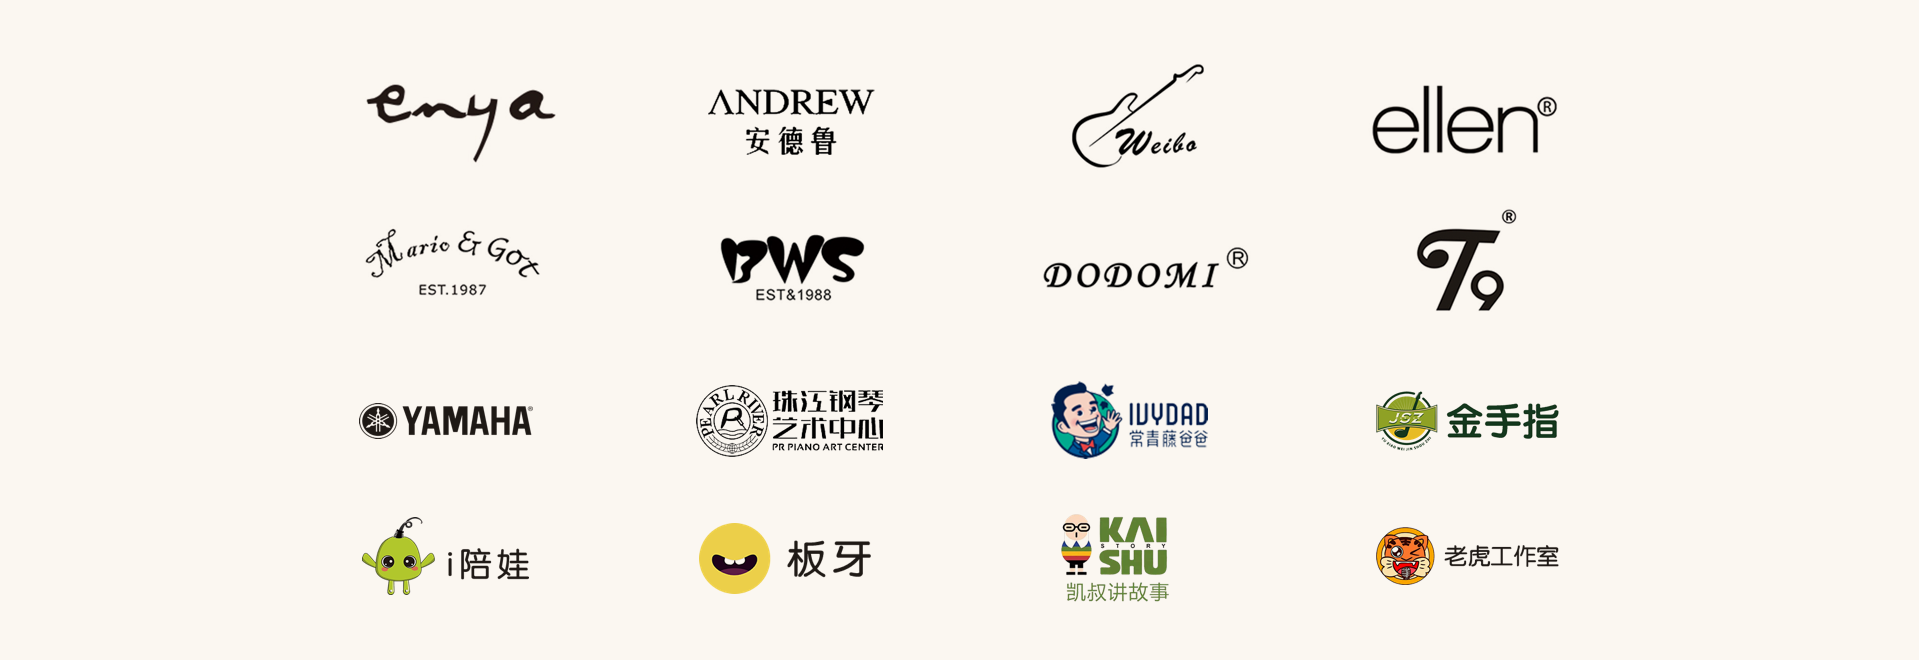 enya
ANDREW
安德鲁
Weibo
ellen®
Mario & Got
EST.1987
BWS
EST&1988
DODOMI®
T9®
YAMAHA®
PEARL RIVER
珠江钢琴
艺术中心
PR PIANO ART CENTER
IVYDAD
常青藤爸爸
JSZ
金手指
i陪娃
板牙
KAI
STORY
SHU
凯叔讲故事
老虎工作室